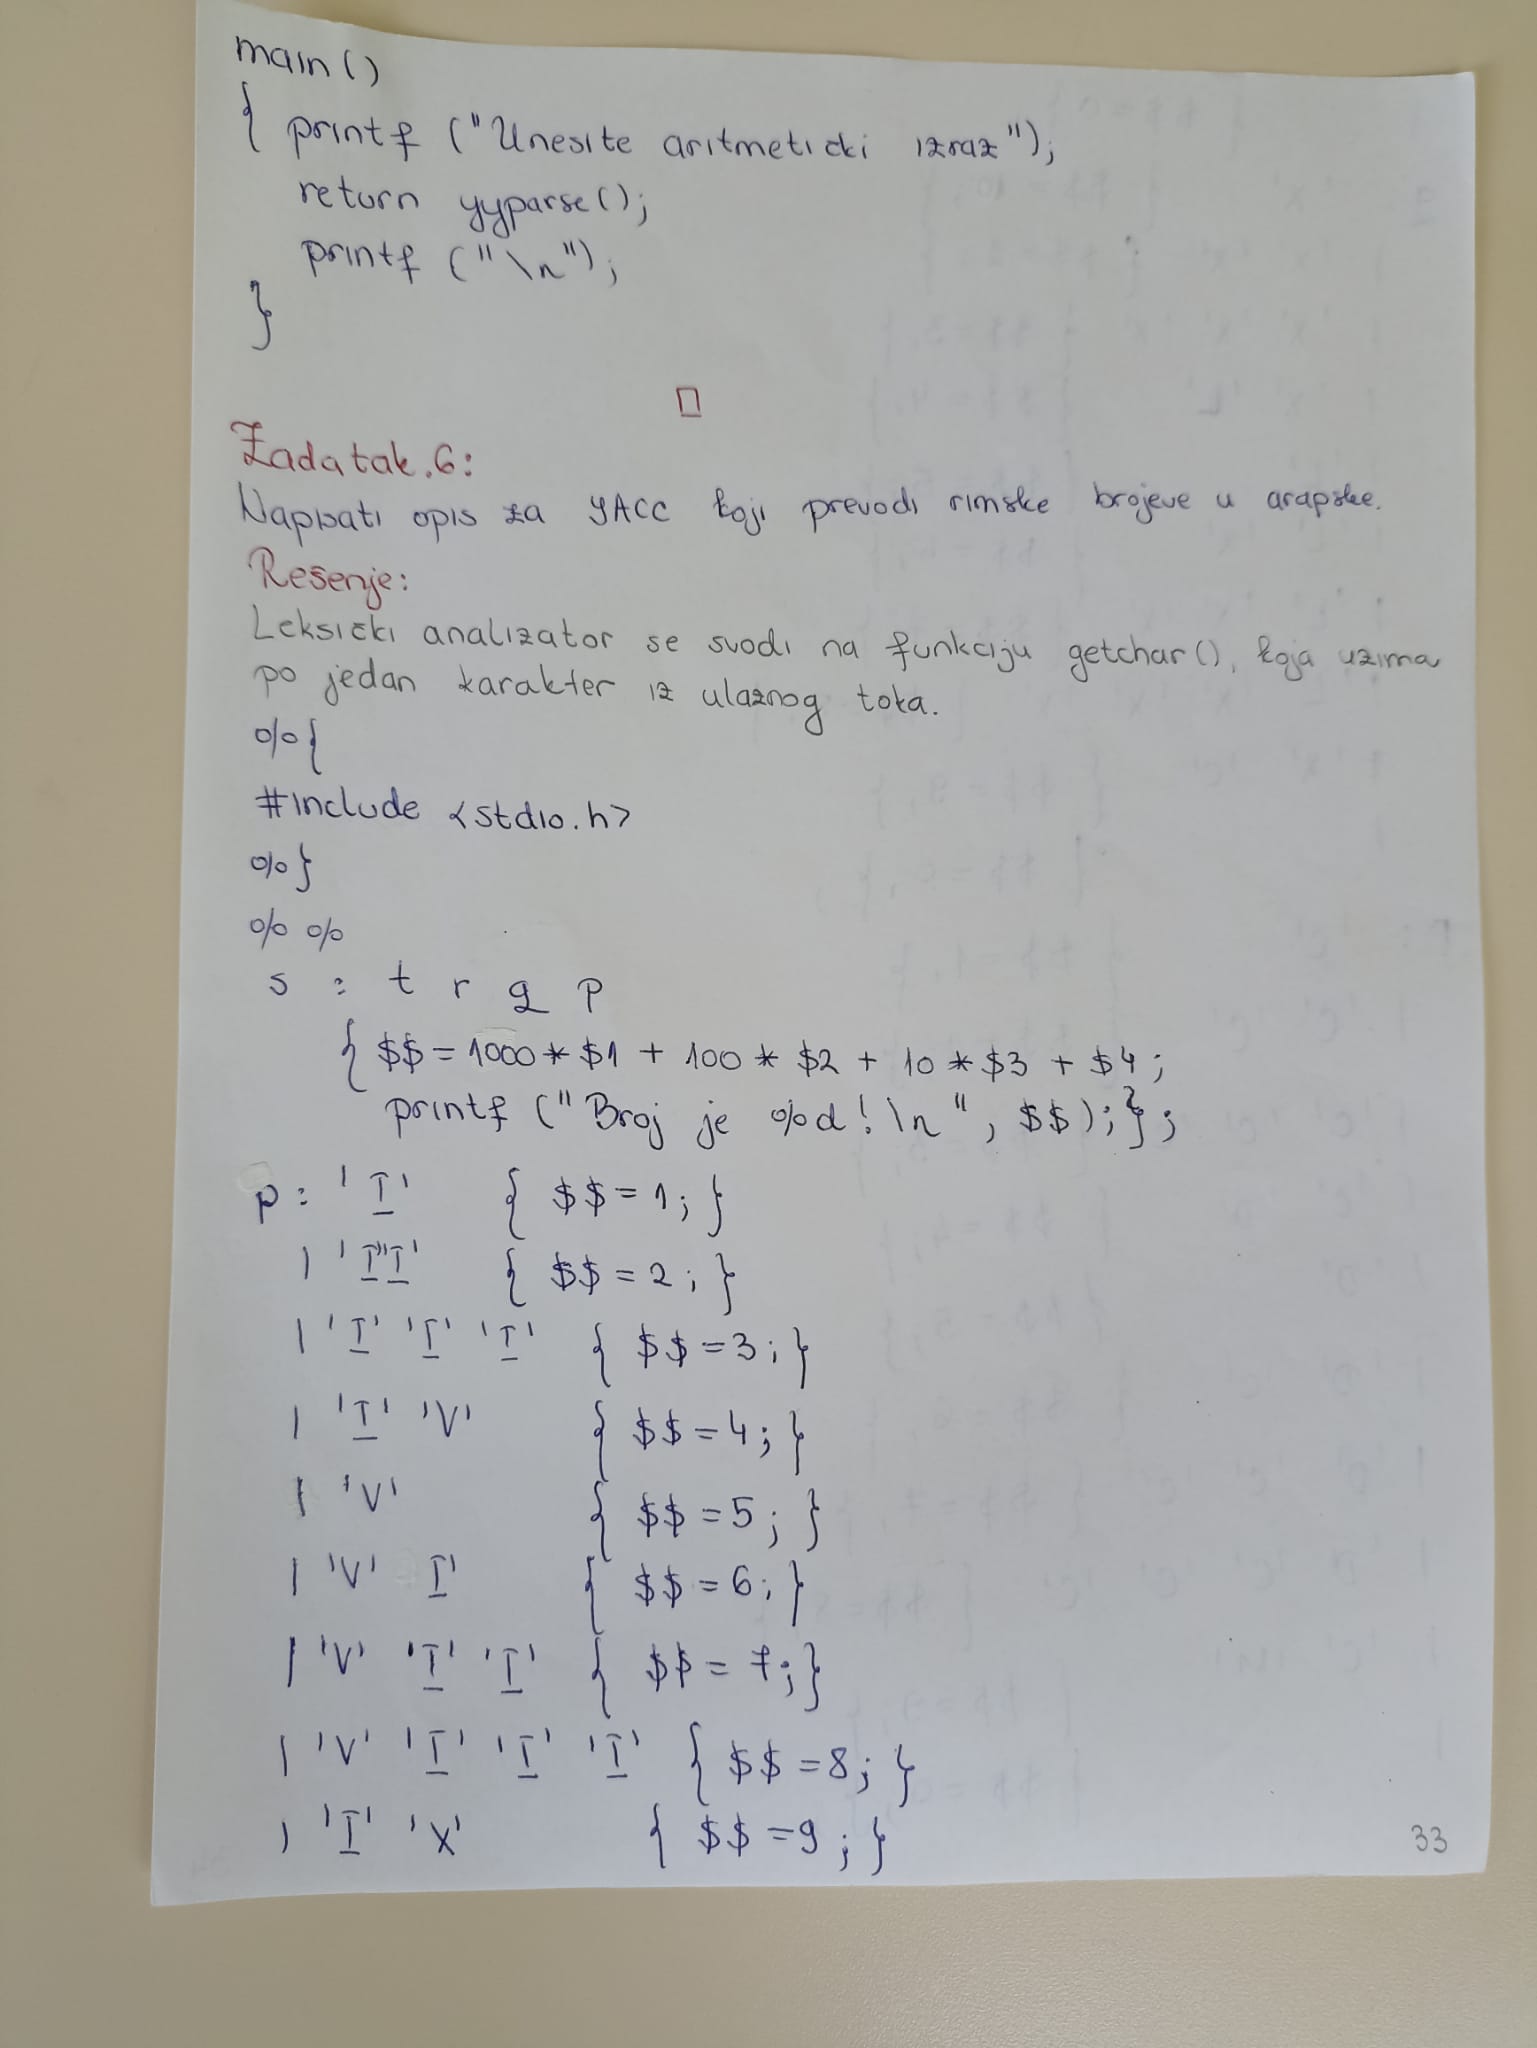 main ()
{ printf ("Unesite aritmeticki izraz");
return yyparse();
printf ("\n");
}
Zadatak.6:
Napisati opis za YACC koji prevodi rimske brojeve u arapske.
Rešenje:
Leksički analizator se svodi na funkciju getchar(), koja uzima
po jedan karakter iz ulaznog toka.
%{
#include <stdio.h>
%}
%%
s : t r q p
{ $$ = 1000 * $1 + 100 * $2 + 10 * $3 + $4 ;
printf ("Broj je %d! \n", $$); } ;
p : 'I' { $$ = 1; }
| 'I''I' { $$ = 2; }
| 'I' 'I' 'I' { $$ = 3; }
| 'I' 'V' { $$ = 4; }
| 'V' { $$ = 5; }
| 'V' I' { $$ = 6; }
| 'V' 'I' 'I' { $$ = 7; }
| 'V' 'I' 'I' 'I' { $$ = 8; }
| 'I' 'X' { $$ = 9; }
33